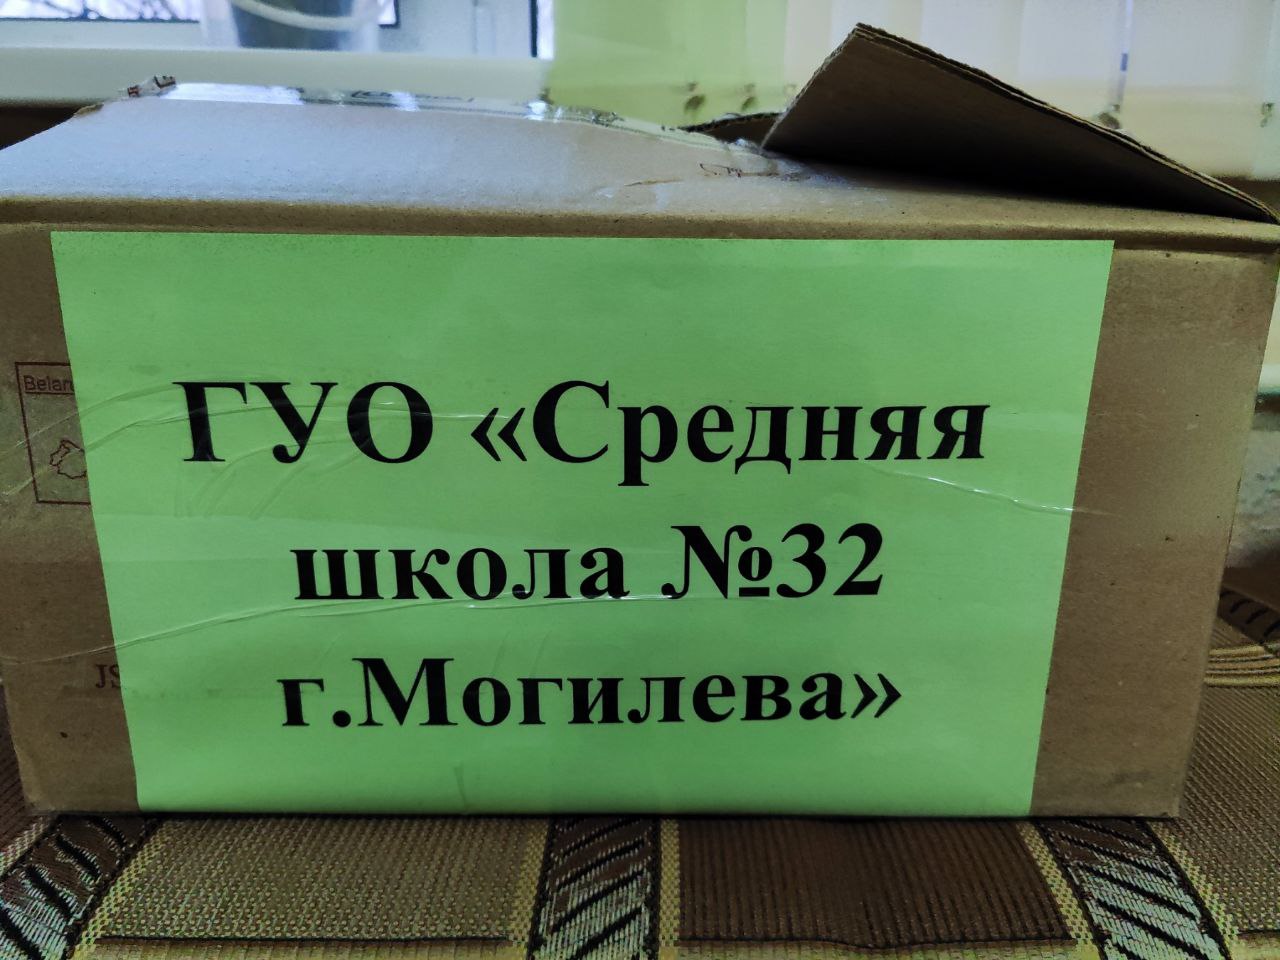 ГУО «Средняя
школа №32
г.Могилева»